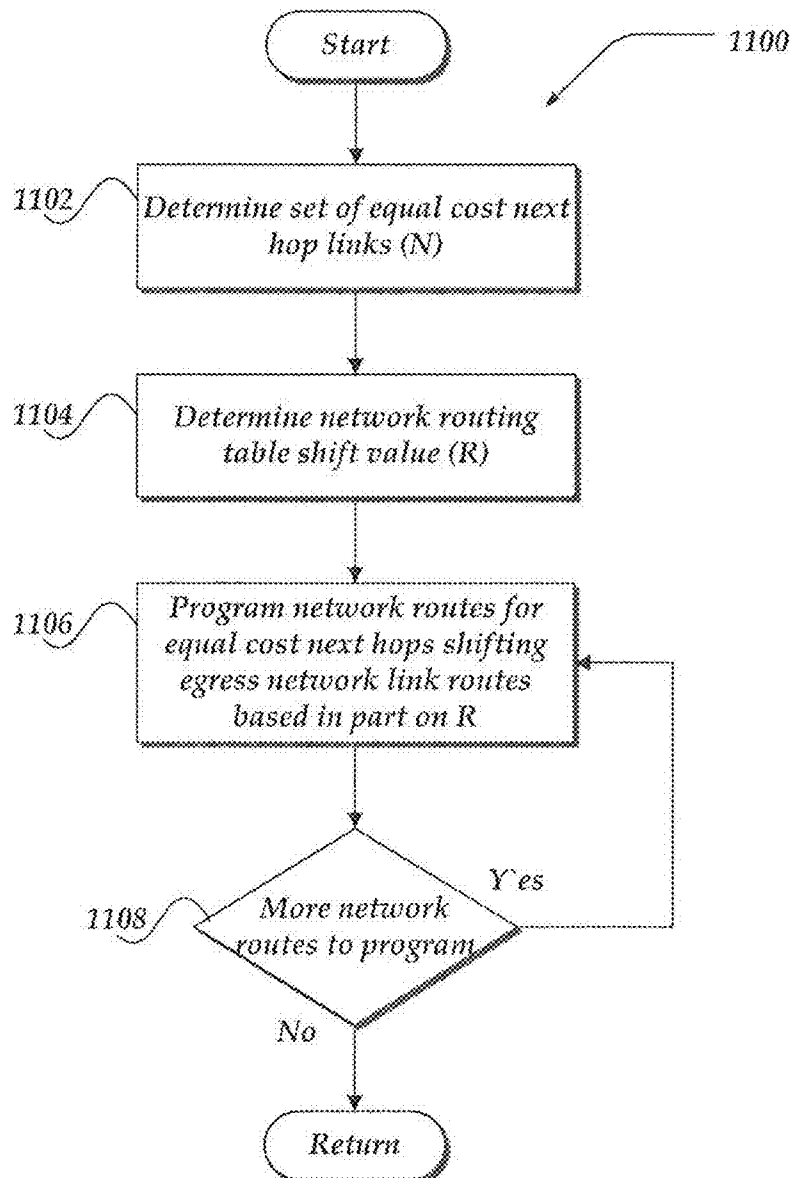 Start
1100
1102
Determine set of equal cost next
hop links (N)
1104
Determine network routing
table shift value (R)
1106
Program network routes for
equal cost next hops shifting
egress network link routes
based in part on R
1108
More network
routes to program
Y`es
No
Return